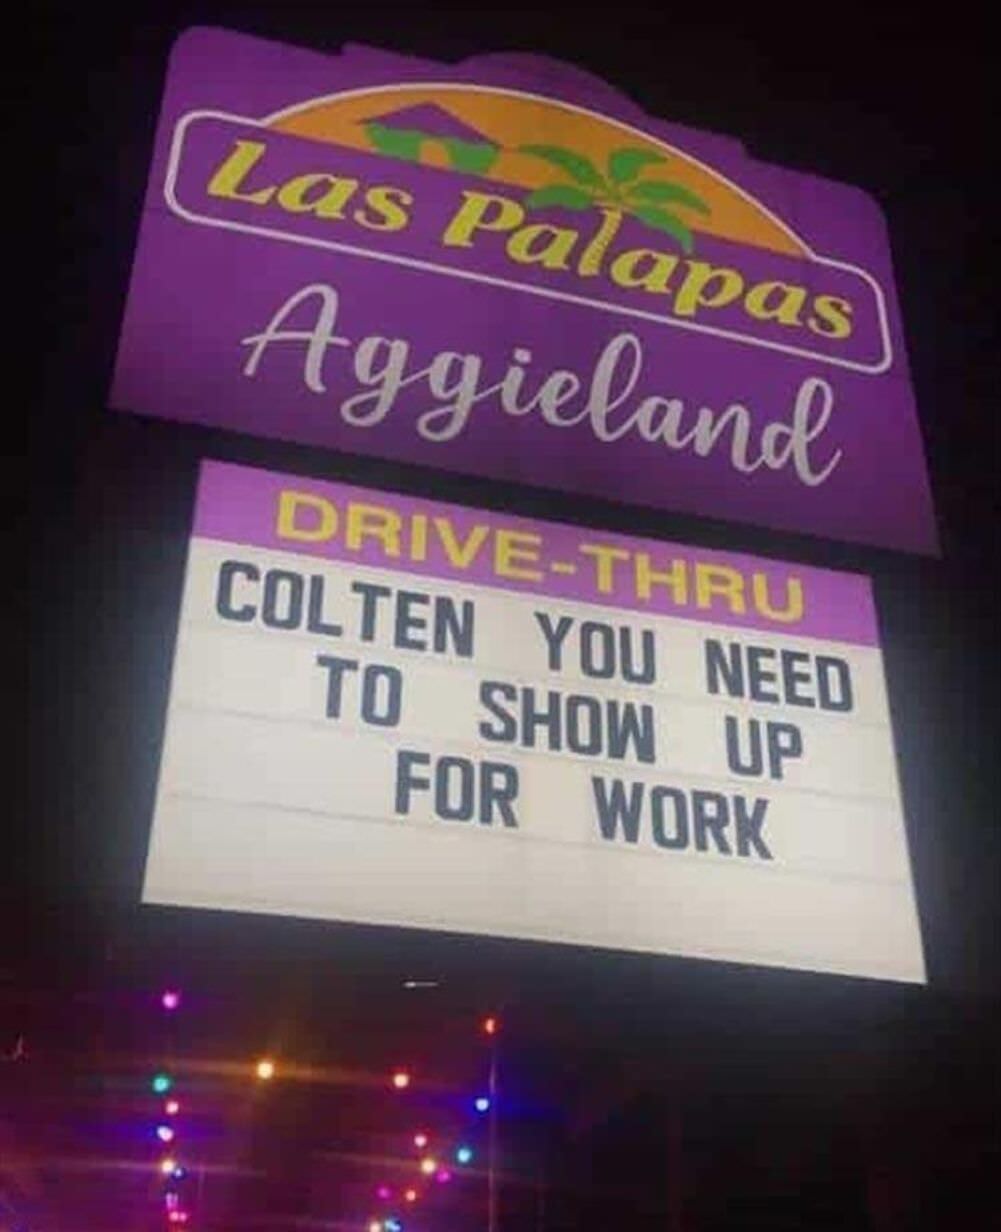 Las Palapas
Aggieland
DRIVE-THRU
COLTEN YOU NEED
TO SHOW UP
FOR WORK